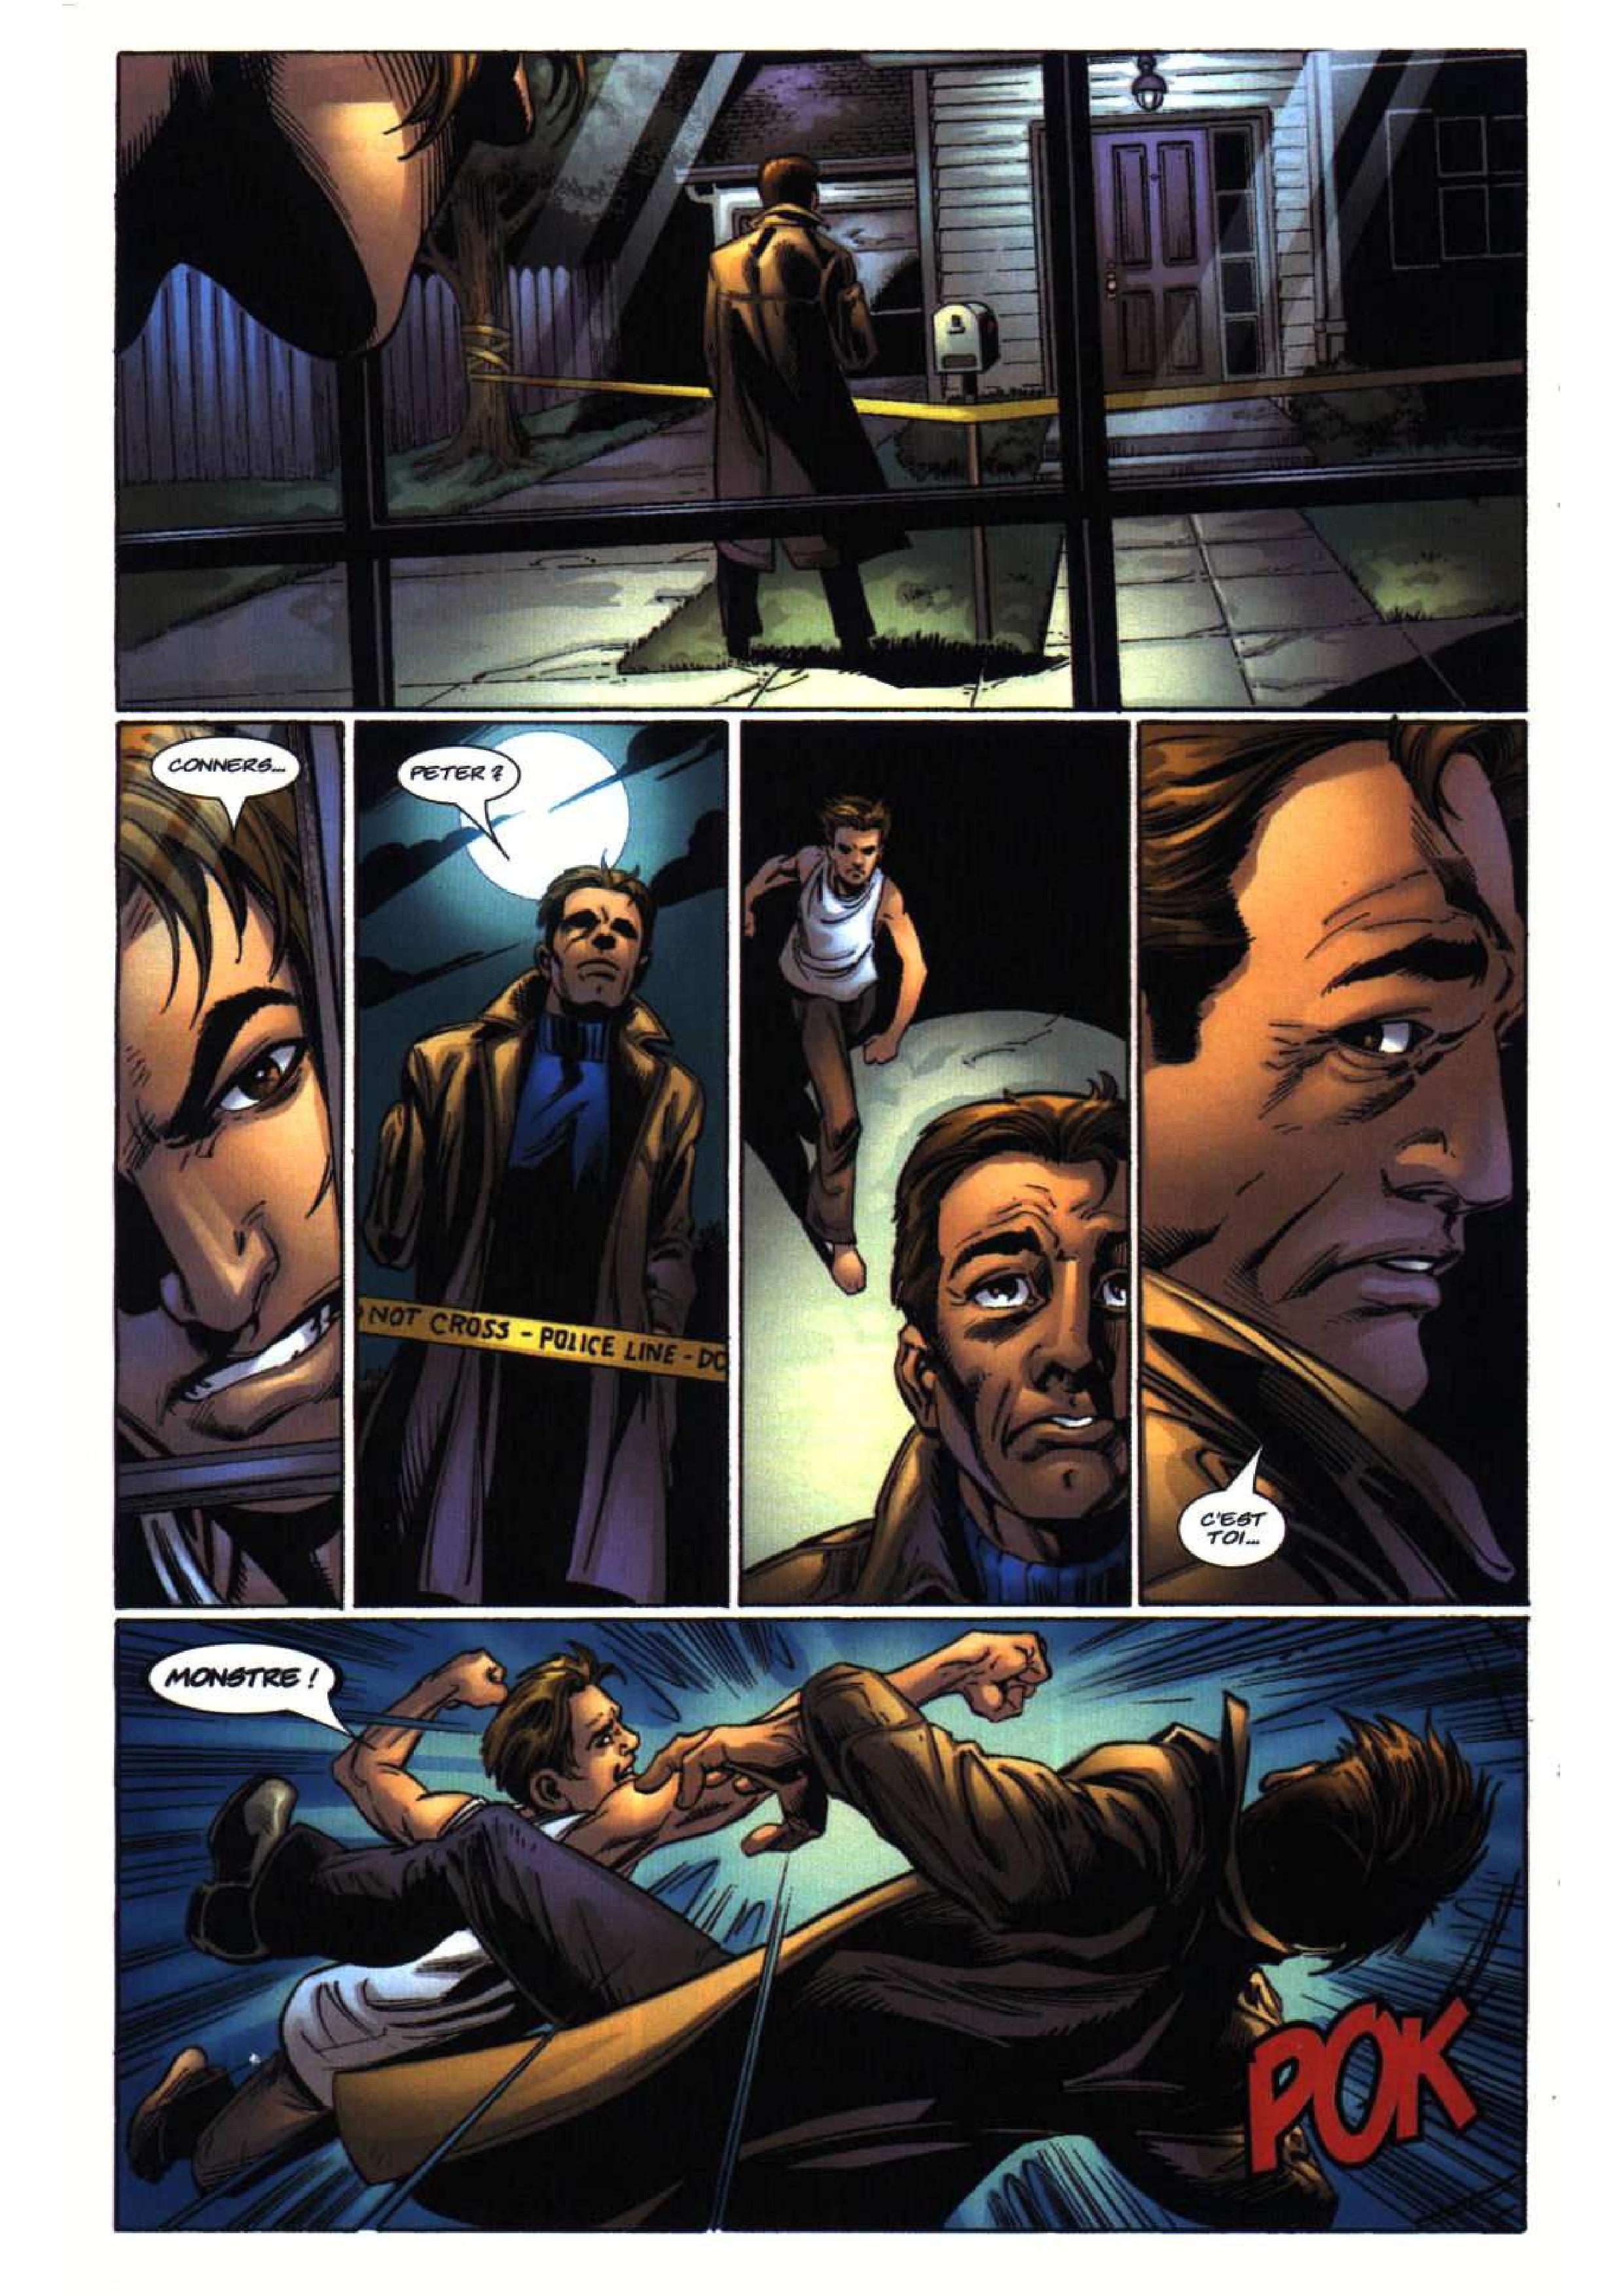 CONNERS...
PETER ?
NOT CROSS - POLICE LINE - DO
C'EST
TOI...
MONSTRE !
POK